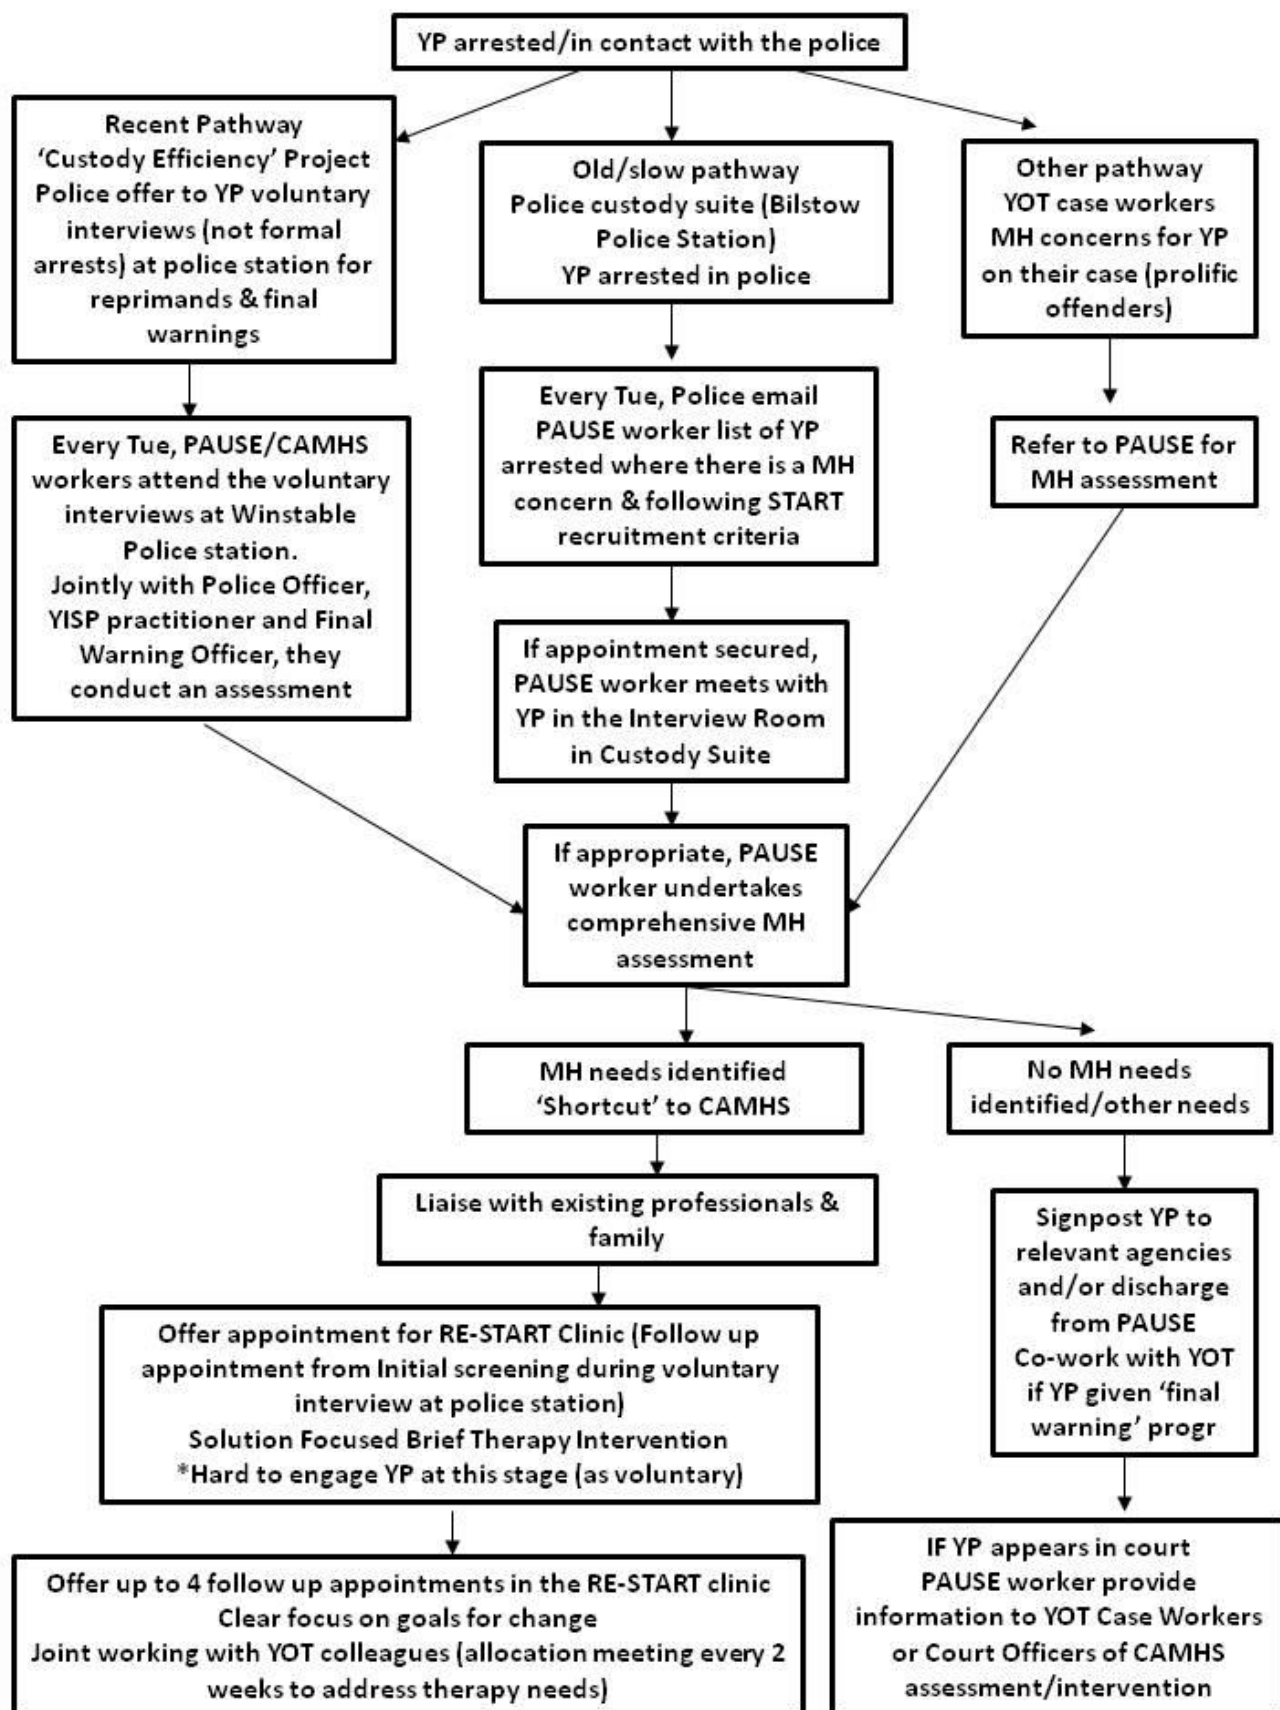 YP arrested/in contact with the police
Recent Pathway
‘Custody Efficiency’ Project
Police offer to YP voluntary
interviews (not formal
arrests) at police station for
reprimands & final
warnings
Old/slow pathway
Police custody suite (Bilstow
Police Station)
YP arrested in police
Other pathway
YOT case workers
MH concerns for YP
on their case (prolific
offenders)
Every Tue, PAUSE/CAMHS
workers attend the voluntary
interviews at Winstable
Police station.
Jointly with Police Officer,
YISP practitioner and Final
Warning Officer, they
conduct an assessment
Every Tue, Police email
PAUSE worker list of YP
arrested where there is a MH
concern & following START
recruitment criteria
Refer to PAUSE for
MH assessment
If appointment secured,
PAUSE worker meets with
YP in the Interview Room
in Custody Suite
If appropriate, PAUSE
worker undertakes
comprehensive MH
assessment
MH needs identified
‘Shortcut’ to CAMHS
No MH needs
identified/other needs
Liaise with existing professionals &
family
Signpost YP to
relevant agencies
and/or discharge
from PAUSE
Co-work with YOT
if YP given ‘final
warning’ progr
Offer appointment for RE-START Clinic (Follow up
appointment from Initial screening during voluntary
interview at police station)
Solution Focused Brief Therapy Intervention
*Hard to engage YP at this stage (as voluntary)
Offer up to 4 follow up appointments in the RE-START clinic
Clear focus on goals for change
Joint working with YOT colleagues (allocation meeting every 2
weeks to address therapy needs)
IF YP appears in court
PAUSE worker provide
information to YOT Case Workers
or Court Officers of CAMHS
assessment/intervention